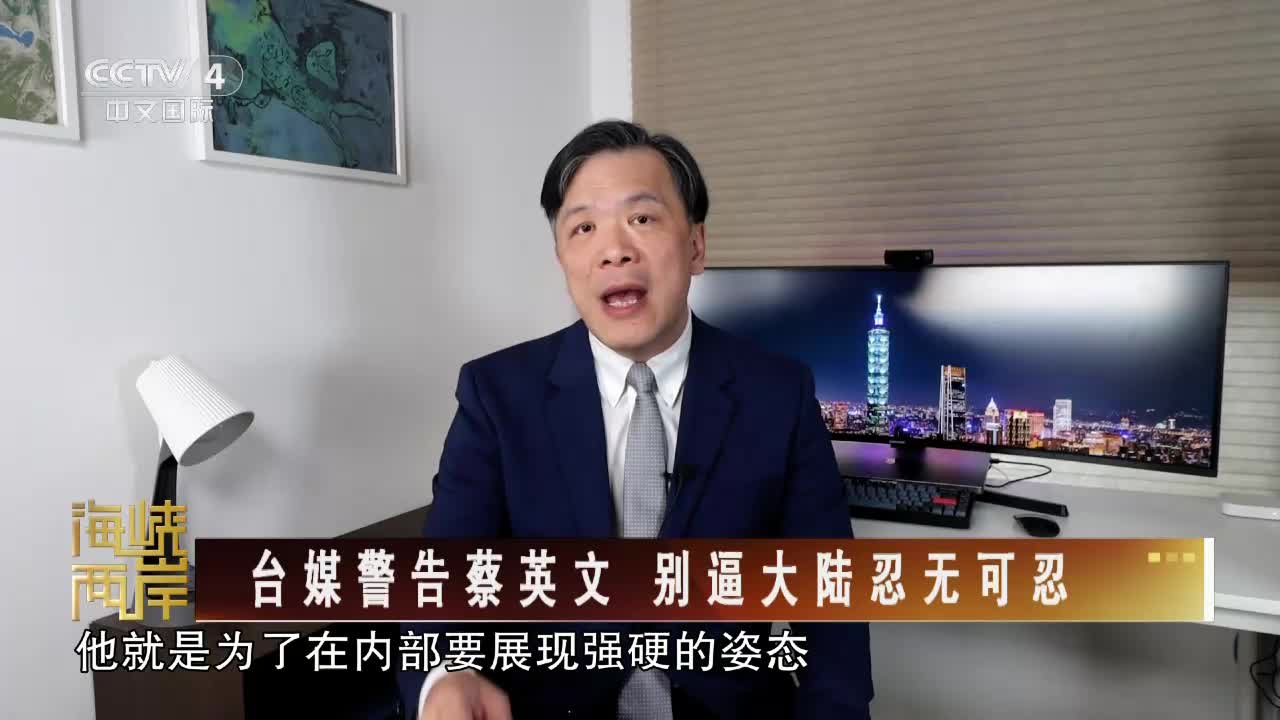 CCTV 4
中文国际
海峡
两岸
台媒警告蔡英文 别逼大陆忍无可忍
他就是为了在内部要展现强硬的姿态